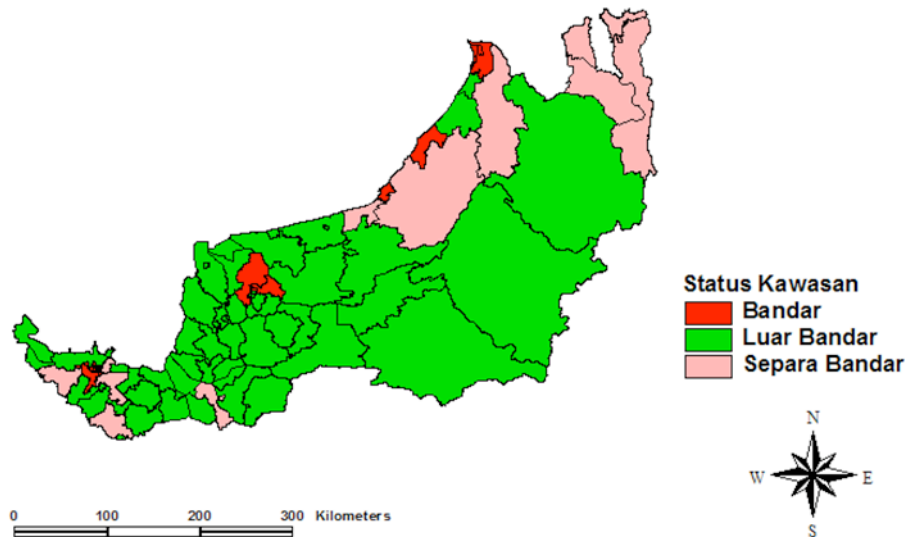 Status Kawasan
Bandar
Luar Bandar
Separa Bandar
N
W E
S
0 100 200 300 Kilometers